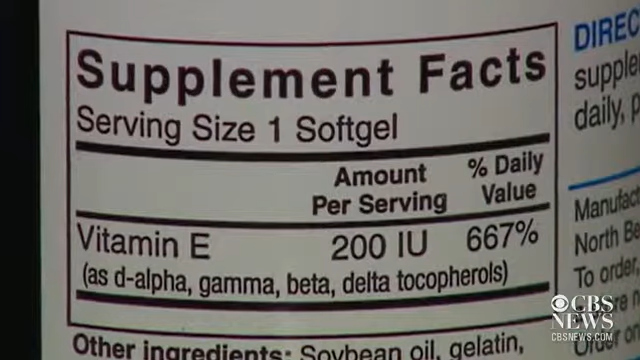 Supplement Facts
Serving Size 1 Softgel
Amount Per Serving
% Daily Value
Vitamin E 200 IU 667%
(as d-alpha, gamma, beta, delta tocopherols)
Other ingredients: Soybean oil, gelatin,
DIREC
supple
daily, p
Manufact
North Be
To order,
Order on
CBS NEWS
CBSNEWS.COM